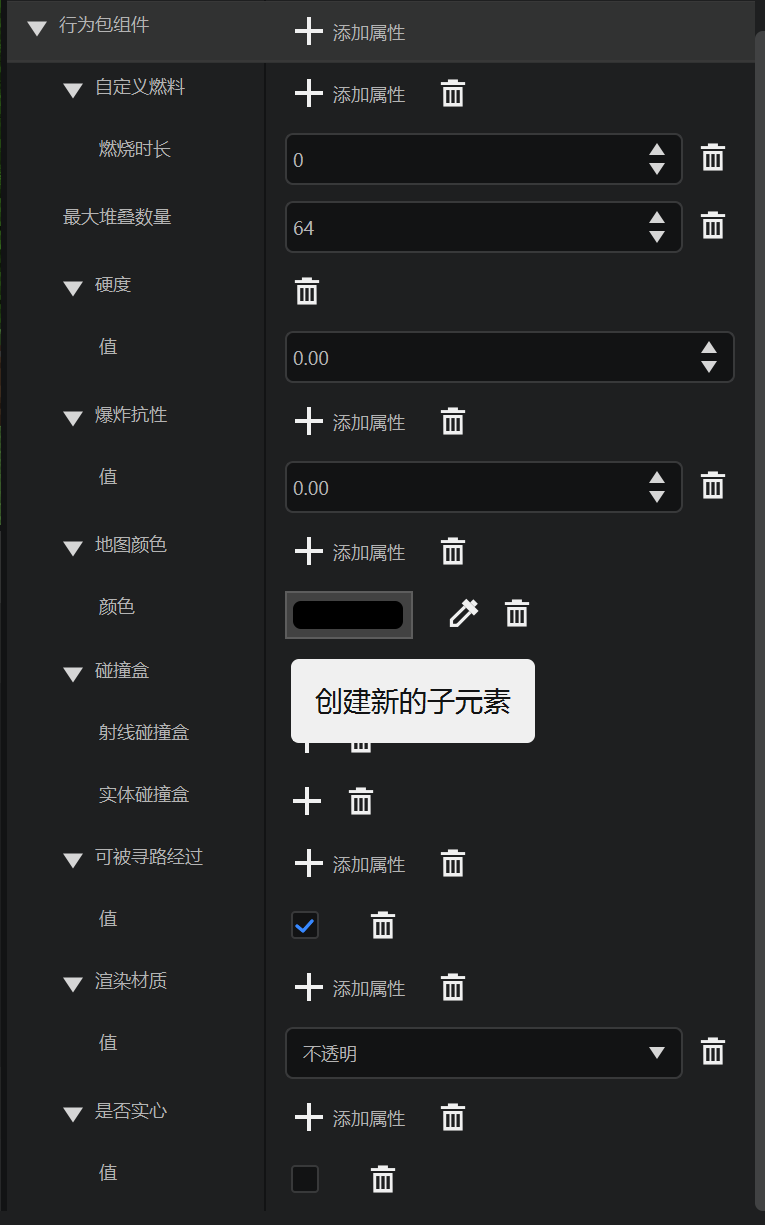 行为包组件
添加属性
自定义燃料
添加属性
燃烧时长
0
最大堆叠数量
64
硬度
值
0.00
爆炸抗性
添加属性
值
0.00
地图颜色
添加属性
颜色
碰撞盒
创建新的子元素
射线碰撞盒
实体碰撞盒
可被寻路经过
添加属性
值
渲染材质
添加属性
值
不透明
是否实心
添加属性
值